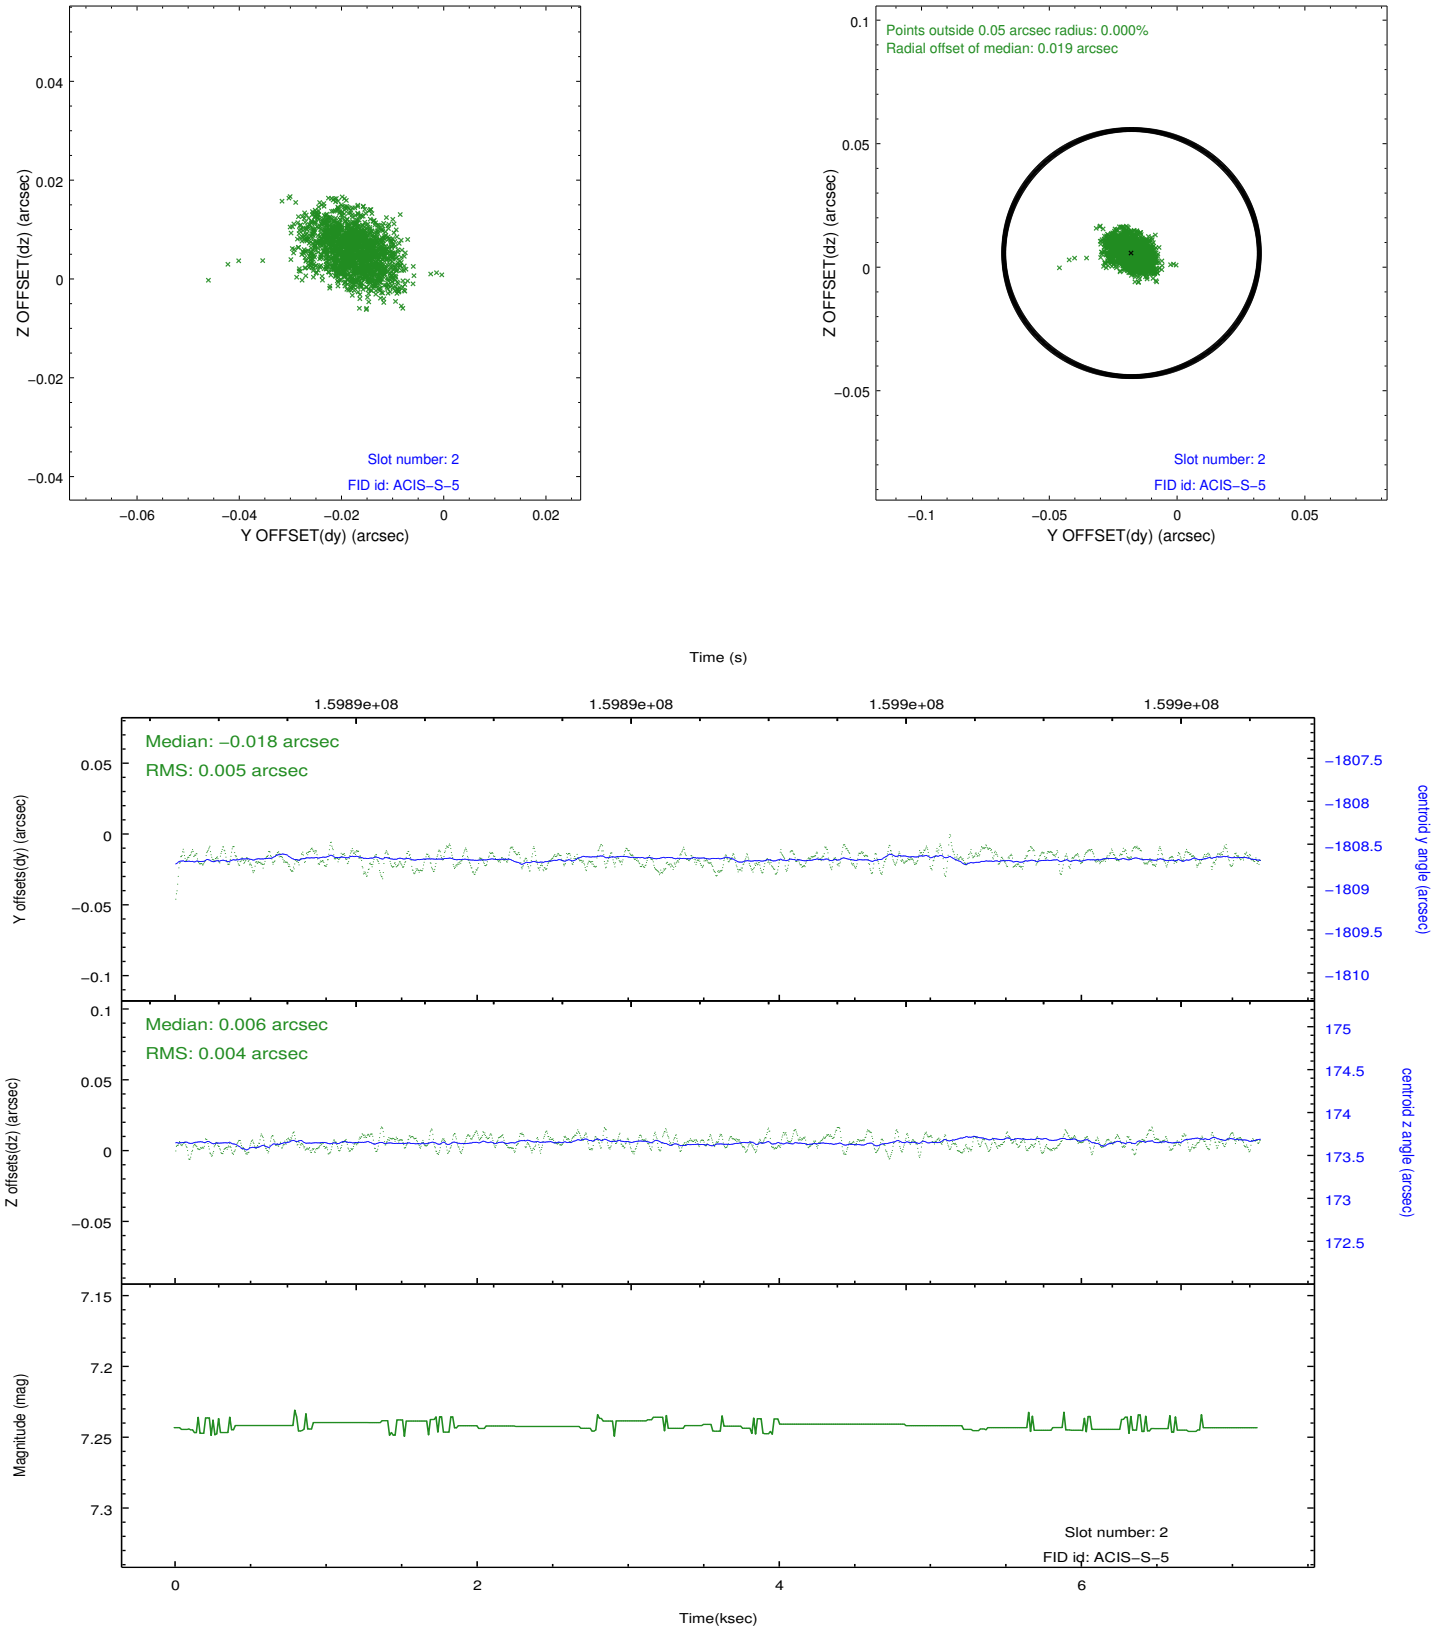 0.04
0.02
0
−0.02
−0.04
Z OFFSET(dz) (arcsec)
Slot number: 2
FID id: ACIS−S−5
−0.06
−0.04
−0.02
0
0.02
Y OFFSET(dy) (arcsec)
0.1
0.05
0
−0.05
Z OFFSET(dz) (arcsec)
Points outside 0.05 arcsec radius: 0.000%
Radial offset of median: 0.019 arcsec
Slot number: 2
FID id: ACIS−S−5
−0.1
−0.05
0
0.05
Y OFFSET(dy) (arcsec)
Time (s)
1.5989e+08
1.5989e+08
1.599e+08
1.599e+08
Median: −0.018 arcsec
RMS: 0.005 arcsec
0.05
0
−0.05
−0.1
Y offsets(dy) (arcsec)
−1807.5
−1808
−1808.5
−1809
−1809.5
−1810
centroid y angle (arcsec)
Median: 0.006 arcsec
RMS: 0.004 arcsec
0.1
0.05
0
−0.05
Z offsets(dz) (arcsec)
175
174.5
174
173.5
173
172.5
centroid z angle (arcsec)
7.15
7.2
7.25
7.3
Magnitude (mag)
Slot number: 2
FID id: ACIS−S−5
0
2
4
6
Time(ksec)